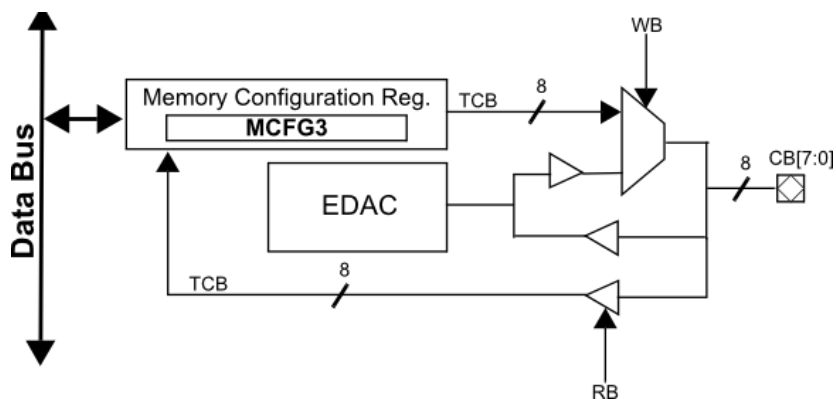 WB
Memory Configuration Reg.
MCFG3
TCB
8
8
CB[7:0]
EDAC
Data Bus
TCB
8
RB